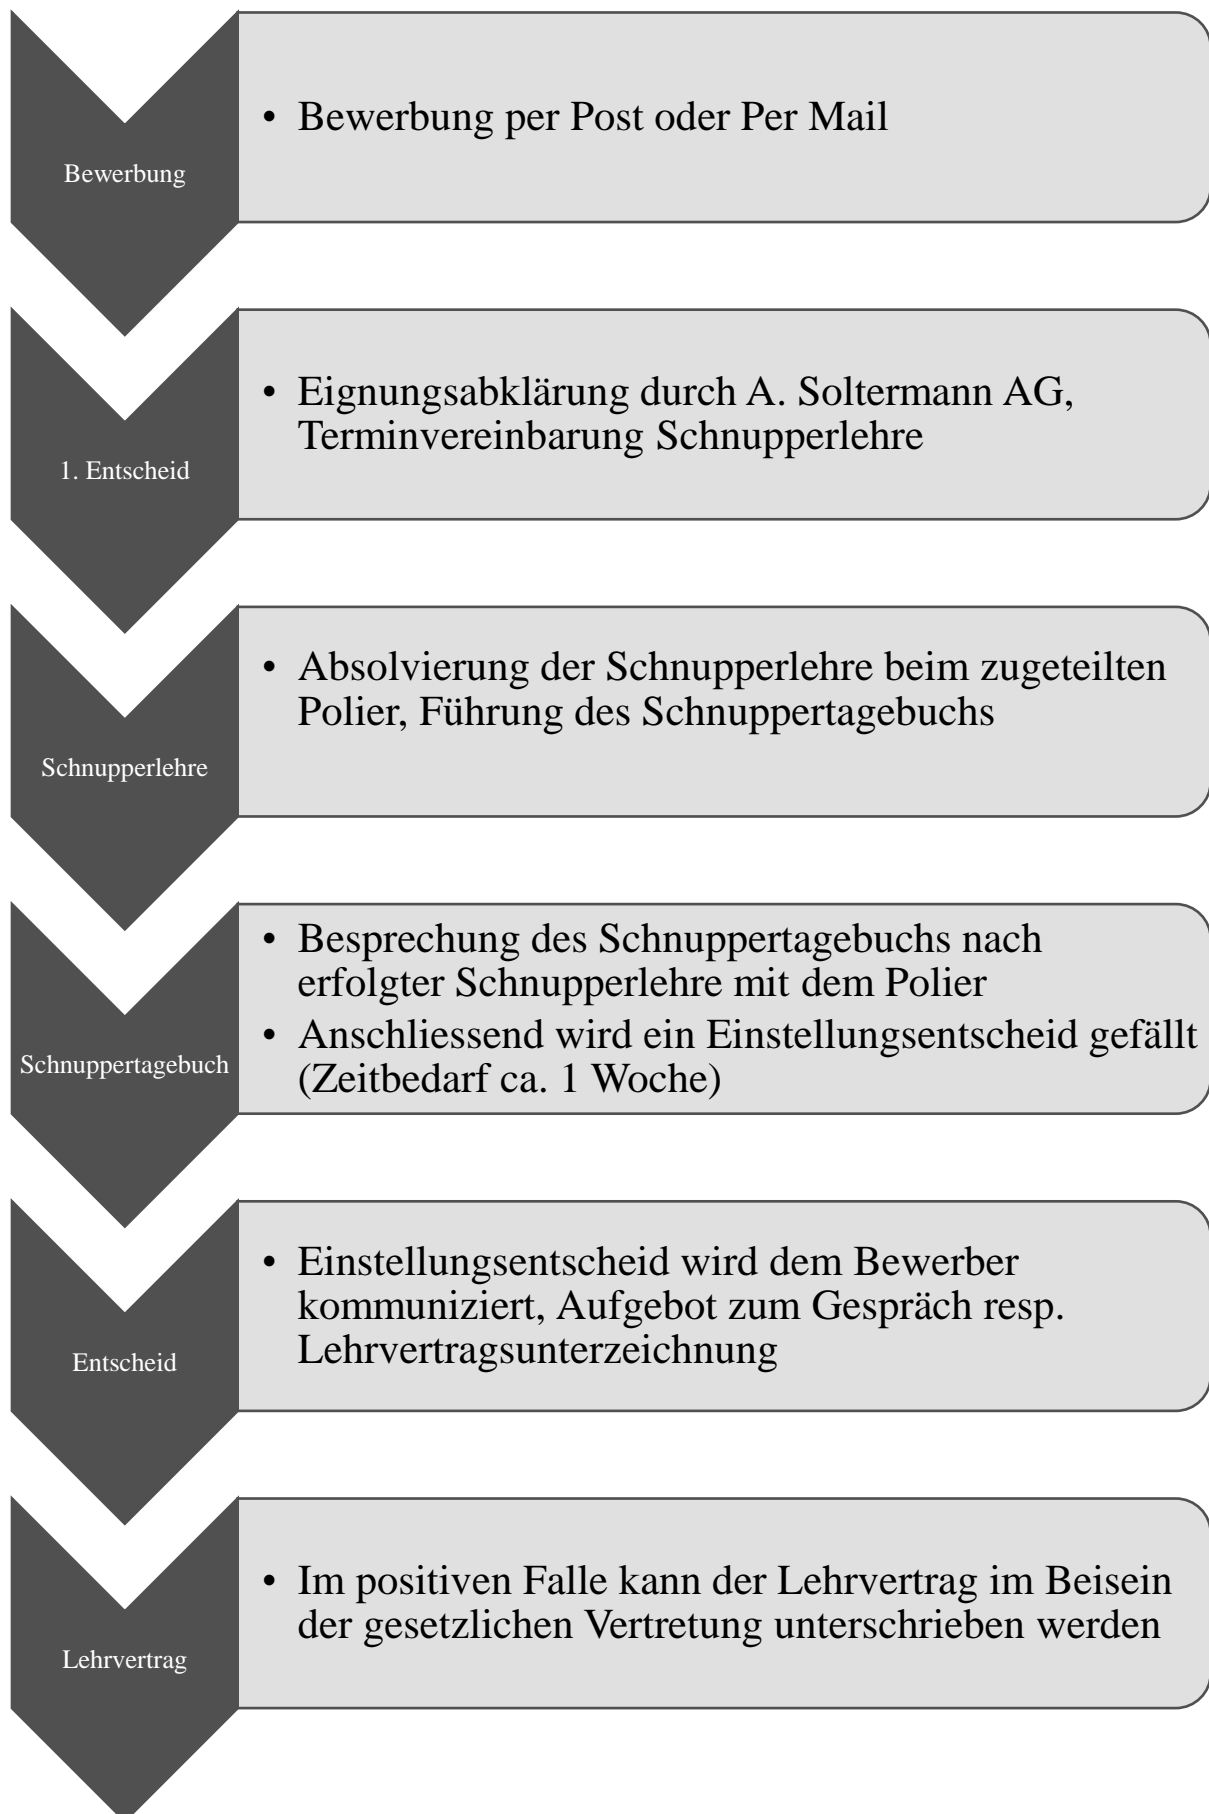 Bewerbung
• Bewerbung per Post oder Per Mail
1. Entscheid
• Eignungsabklärung durch A. Soltermann AG,
Terminvereinbarung Schnupperlehre
Schnupperlehre
• Absolvierung der Schnupperlehre beim zugeteilten
Polier, Führung des Schnuppertagebuchs
Schnuppertagebuch
• Besprechung des Schnuppertagebuchs nach
erfolgter Schnupperlehre mit dem Polier
• Anschliessend wird ein Einstellungsentscheid gefällt
(Zeitbedarf ca. 1 Woche)
Entscheid
• Einstellungsentscheid wird dem Bewerber
kommuniziert, Aufgebot zum Gespräch resp.
Lehrvertragsunterzeichnung
Lehrvertrag
• Im positiven Falle kann der Lehrvertrag im Beisein
der gesetzlichen Vertretung unterschrieben werden